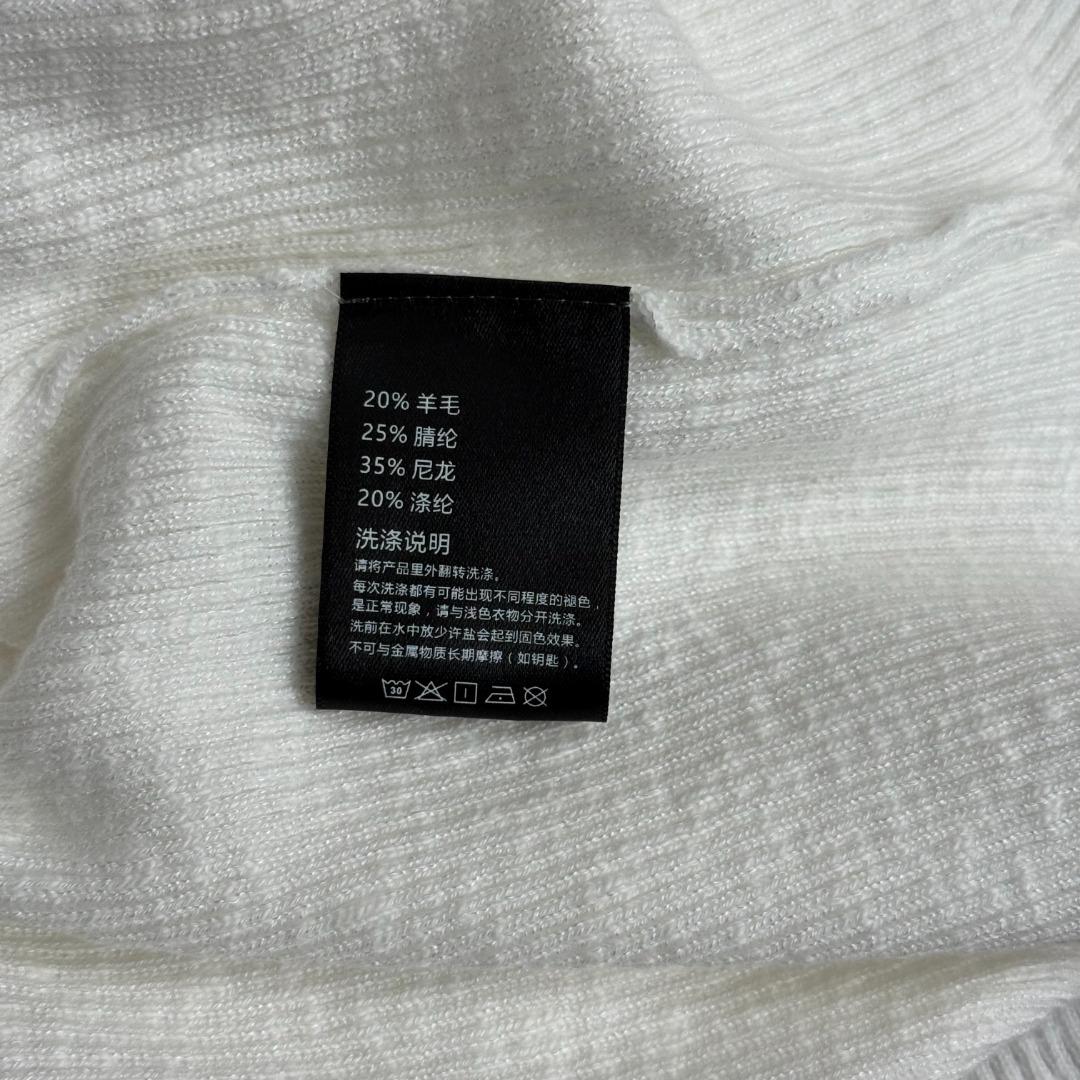 20% 羊毛
25% 腈纶
35% 尼龙
20% 涤纶
洗涤说明
请将产品里外翻转洗涤。
每次洗涤都有可能出现不同程度的褪色，
是正常现象，请与浅色衣物分开洗涤。
洗前在水中放少许盐会起到固色效果。
不可与金属物质长期摩擦（如钥匙）。
30